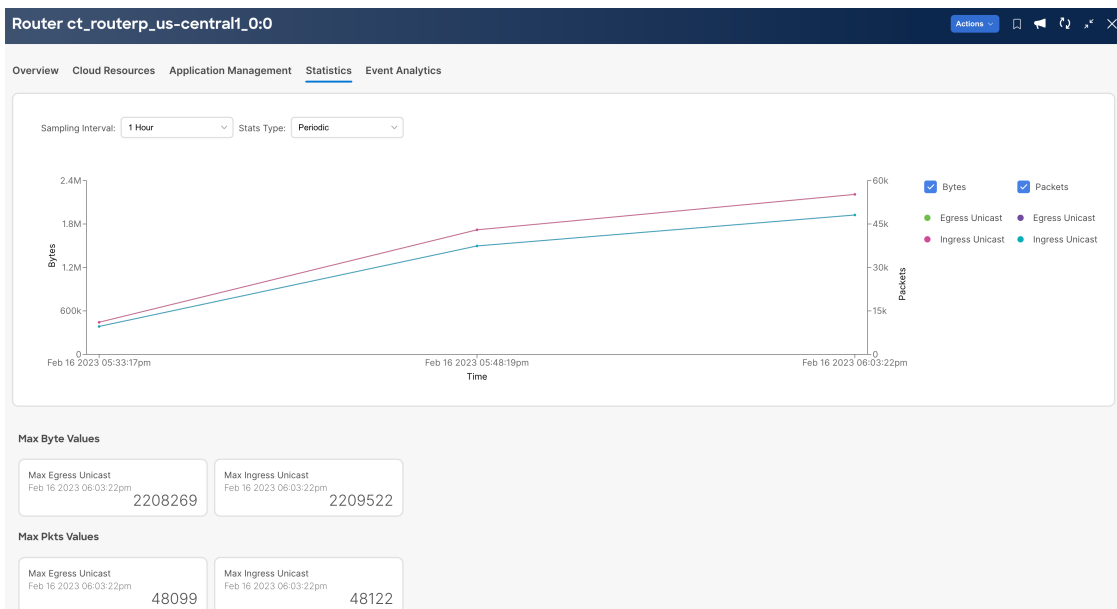 Router ct_routerp_us-central1_0:0
Actions
Overview Cloud Resources Application Management Statistics Event Analytics
Sampling Interval: 1 Hour Stats Type: Periodic
2.4M 60k
1.8M 45k
1.2M 30k
600k 15k
0 0
Bytes
Packets
Feb 16 2023 05:33:17pm Feb 16 2023 05:48:19pm Feb 16 2023 06:03:22pm
Time
Bytes Packets
Egress Unicast Egress Unicast
Ingress Unicast Ingress Unicast
Max Byte Values
Max Egress Unicast
Feb 16 2023 06:03:22pm
2208269
Max Ingress Unicast
Feb 16 2023 06:03:22pm
2209522
Max Pkts Values
Max Egress Unicast
Feb 16 2023 06:03:22pm
48099
Max Ingress Unicast
Feb 16 2023 06:03:22pm
48122